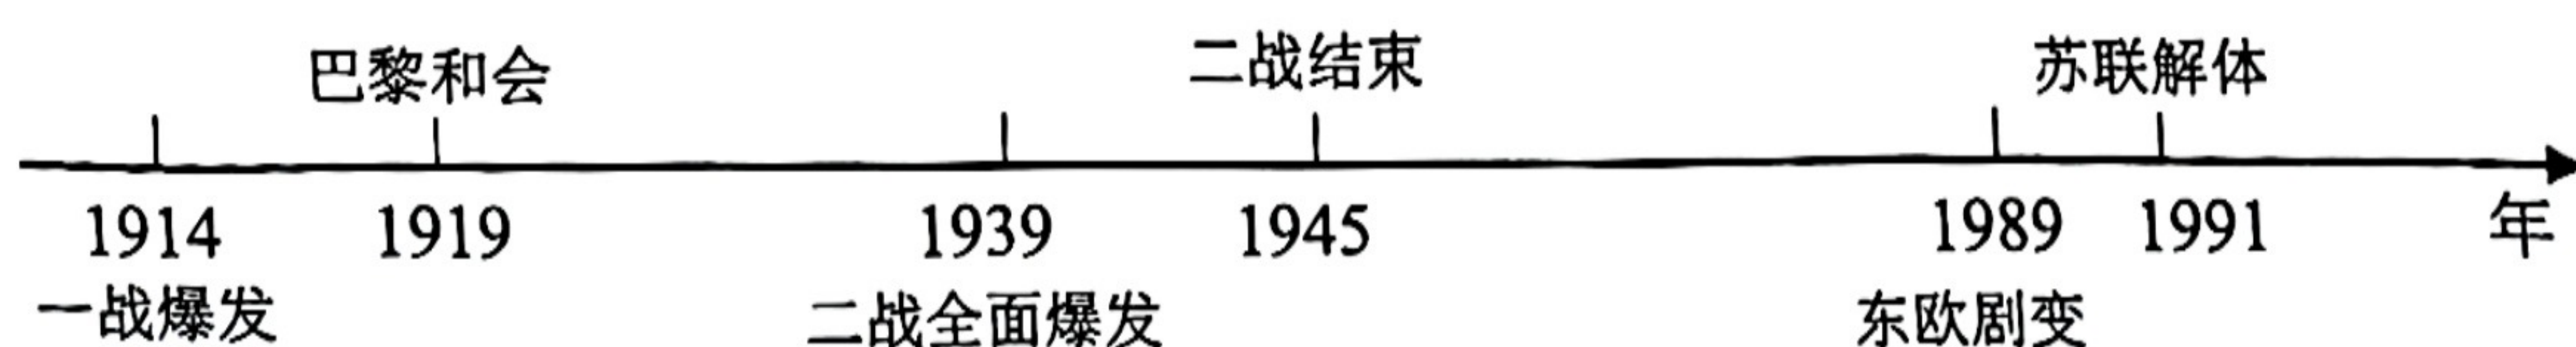 巴黎和会 二战结束 苏联解体
1914 1919 1939 1945 1989 1991 年
一战爆发 二战全面爆发 东欧剧变